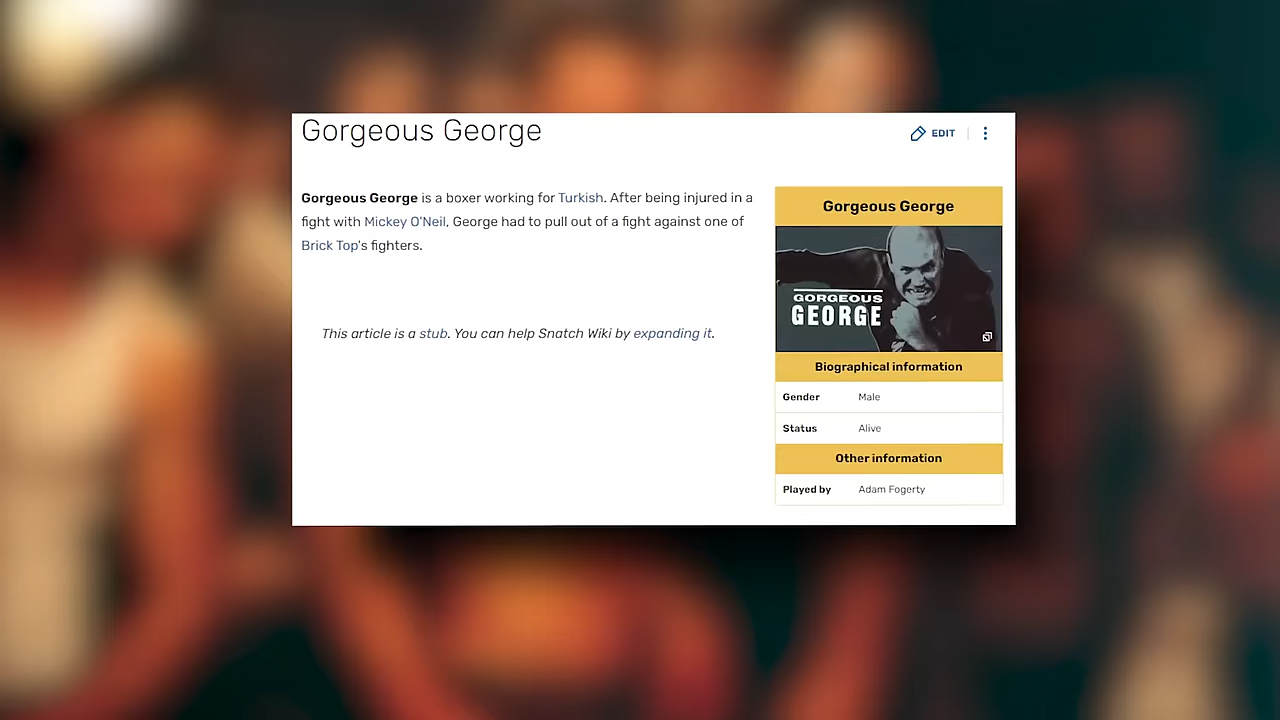 Gorgeous George
EDIT
Gorgeous George is a boxer working for Turkish. After being injured in a
fight with Mickey O'Neil, George had to pull out of a fight against one of
Brick Top's fighters.
This article is a stub. You can help Snatch Wiki by expanding it.
Gorgeous George
GORGEOUS
GEORGE
Biographical information
Gender Male
Status Alive
Other information
Played by Adam Fogerty